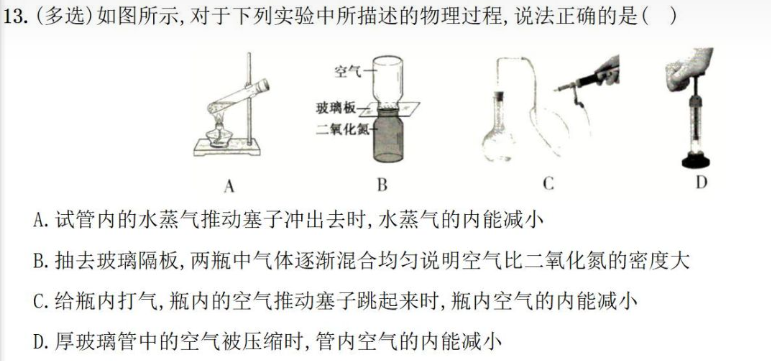 13. (多选)如图所示,对于下列实验中所描述的物理过程,说法正确的是(　)
空气
玻璃板
二氧化氮
A
B
C
D
A. 试管内的水蒸气推动塞子冲出去时,水蒸气的内能减小
B. 抽去玻璃隔板,两瓶中气体逐渐混合均匀说明空气比二氧化氮的密度大
C. 给瓶内打气,瓶内的空气推动塞子跳起来时,瓶内空气的内能减小
D. 厚玻璃管中的空气被压缩时,管内空气的内能减小